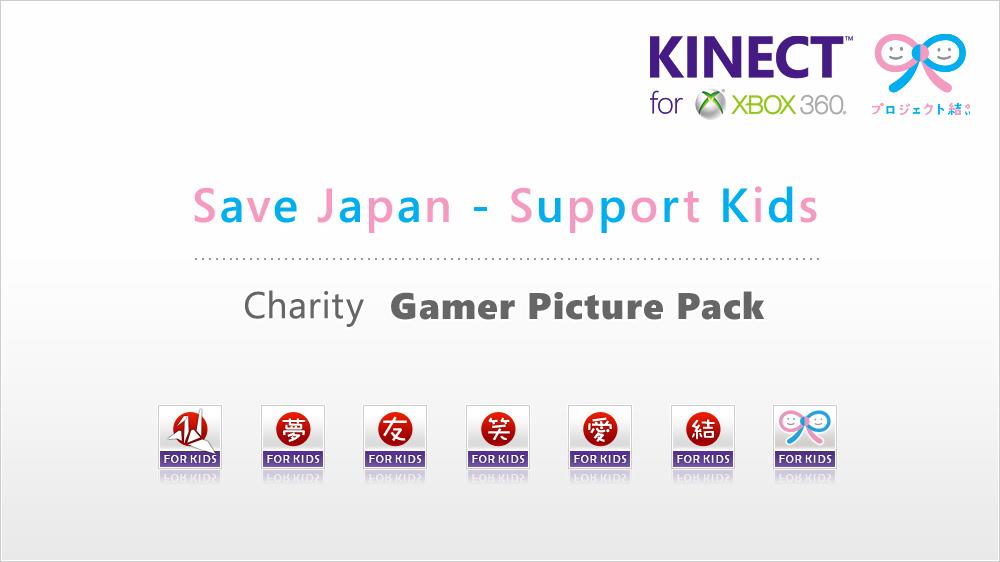 KINECT™
for XBOX 360.
プロジェクト結ゆい
Save Japan - Support Kids
Charity Gamer Picture Pack
夢 友 笑 愛 結
FOR KIDS FOR KIDS FOR KIDS FOR KIDS FOR KIDS FOR KIDS FOR KIDS